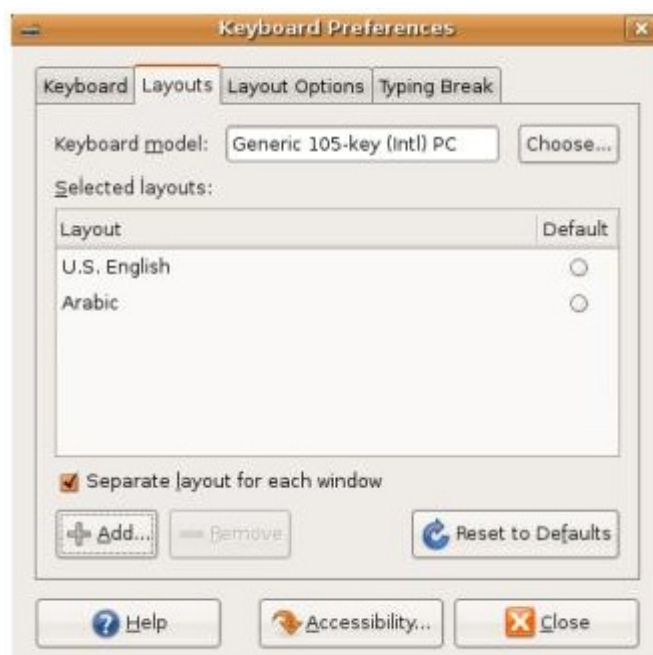 Keyboard Preferences
Keyboard Layouts Layout Options Typing Break
Keyboard model: Generic 105-key (Intl) PC Choose...
Selected layouts:
Layout Default
U.S. English
Arabic
Separate layout for each window
Add... Remove Reset to Defaults
Help Accessibility... Close